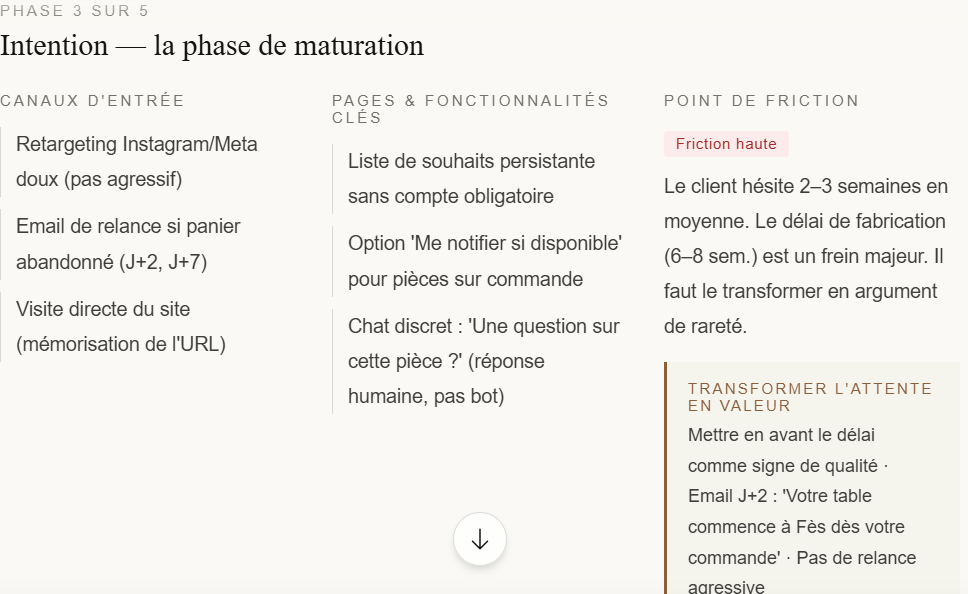 PHASE 3 SUR 5
Intention — la phase de maturation
CANAUX D'ENTRÉE
Retargeting Instagram/Meta
doux (pas agressif)
Email de relance si panier
abandonné (J+2, J+7)
Visite directe du site
(mémorisation de l'URL)
PAGES & FONCTIONNALITÉS
CLÉS
Liste de souhaits persistante
sans compte obligatoire
Option 'Me notifier si disponible'
pour pièces sur commande
Chat discret : 'Une question sur
cette pièce ?' (réponse
humaine, pas bot)
POINT DE FRICTION
Friction haute
Le client hésite 2–3 semaines en
moyenne. Le délai de fabrication
(6–8 sem.) est un frein majeur. Il
faut le transformer en argument
de rareté.
TRANSFORMER L'ATTENTE
EN VALEUR
Mettre en avant le délai
comme signe de qualité ·
Email J+2 : 'Votre table
commence à Fès dès votre
commande' · Pas de relance
agressive